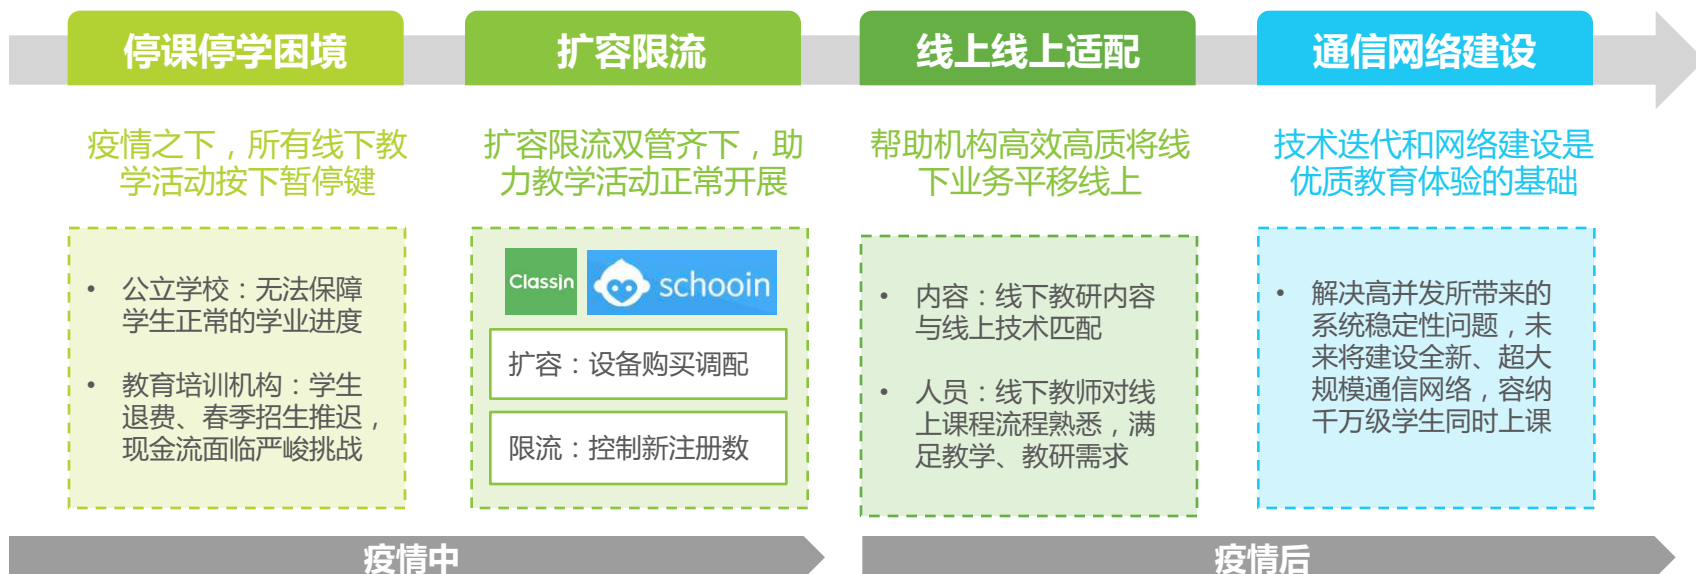 停课停学困境
扩容限流
线上线上适配
通信网络建设
疫情之下，所有线下教
学活动按下暂停键
扩容限流双管齐下，助
力教学活动正常开展
帮助机构高效高质将线
下业务平移线上
技术迭代和网络建设是
优质教育体验的基础
• 公立学校：无法保障
学生正常的学业进度
• 教育培训机构：学生
退费、春季招生推迟，
现金流面临严峻挑战
ClassIn
schooin
扩容：设备购买调配
限流：控制新注册数
• 内容：线下教研内容
与线上技术匹配
• 人员：线下教师对线
上课程流程熟悉，满
足教学、教研需求
• 解决高并发所带来的
系统稳定性问题，未
来将建设全新、超大
规模通信网络，容纳
千万级学生同时上课
疫情中
疫情后